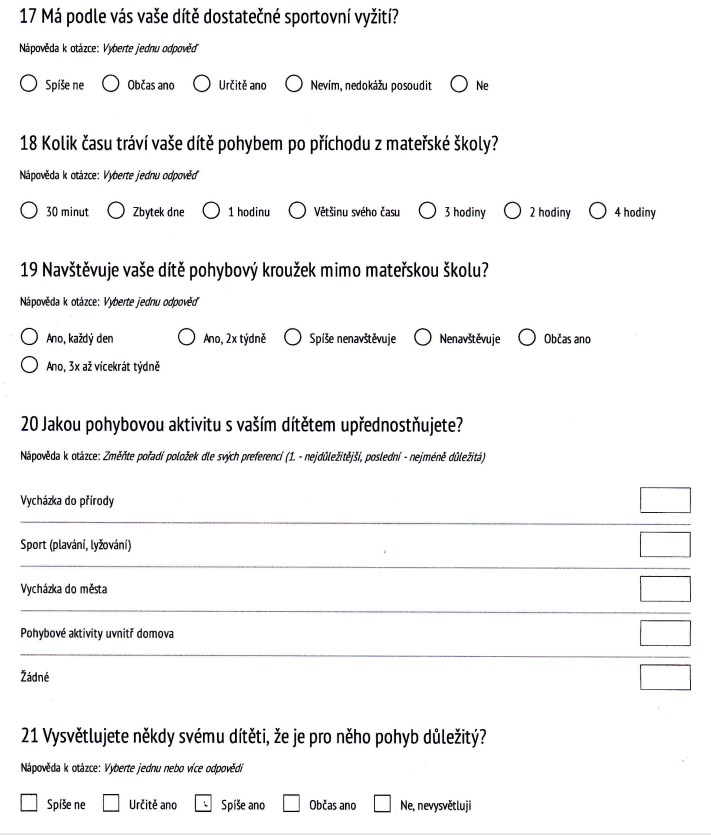 17 Má podle vás vaše dítě dostatečné sportovní vyžití?
Nápověda k otázce: Vyberte jednu odpověď
Spíše ne Občas ano Určitě ano Nevím, nedokážu posoudit Ne
18 Kolik času tráví vaše dítě pohybem po příchodu z mateřské školy?
Nápověda k otázce: Vyberte jednu odpověď
30 minut Zbytek dne 1 hodinu Většinu svého času 3 hodiny 2 hodiny 4 hodiny
19 Navštěvuje vaše dítě pohybový kroužek mimo mateřskou školu?
Nápověda k otázce: Vyberte jednu odpověď
Ano, každý den Ano, 2x týdně Spíše nenavštěvuje Nenavštěvuje Občas ano
Ano, 3x až vícekrát týdně
20 Jakou pohybovou aktivitu s vaším dítětem upřednostňujete?
Nápověda k otázce: Změňte pořadí položek dle svých preferencí (1. - nejdůležitější, poslední - nejméně důležitá)
Vycházka do přírody
Sport (plavání, lyžování)
Vycházka do města
Pohybové aktivity uvnitř domova
Žádné
21 Vysvětlujete někdy svému dítěti, že je pro něho pohyb důležitý?
Nápověda k otázce: Vyberte jednu nebo více odpovědí
Spíše ne Určitě ano Spíše ano Občas ano Ne, nevysvětluji